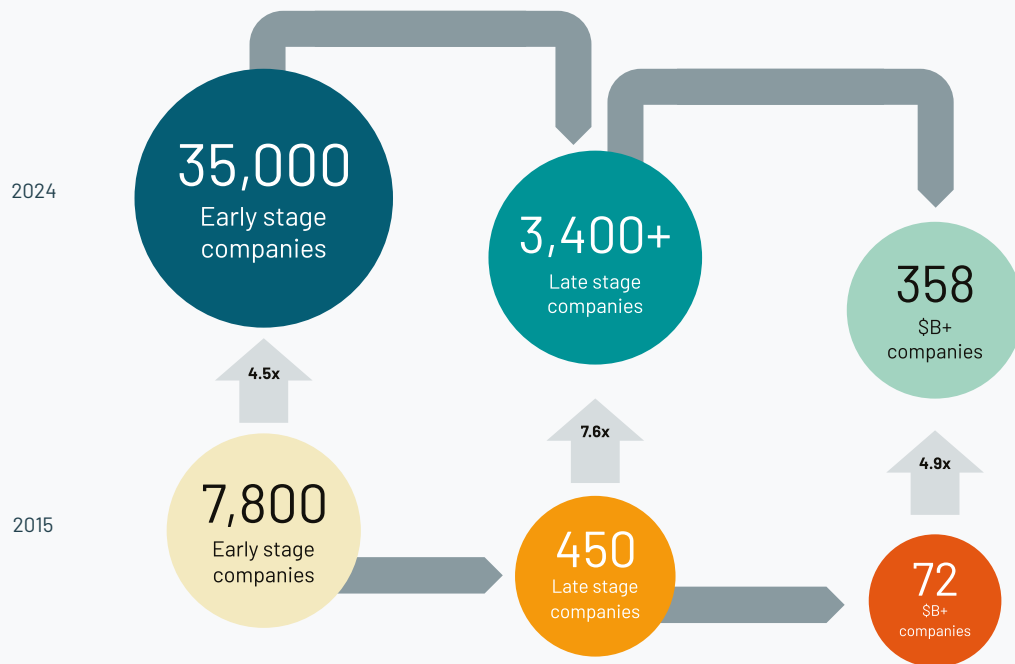 2024
35,000
Early stage
companies
3,400+
Late stage
companies
358
$B+
companies
4.5x
7.6x
4.9x
2015
7,800
Early stage
companies
450
Late stage
companies
72
$B+
companies